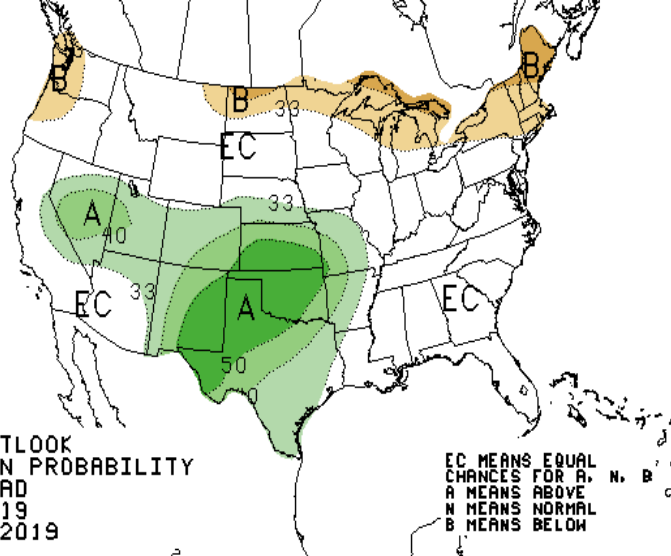 B
B
B
33
EC
33
A
40
33
EC
A
EC
50
TLOOK
N PROBABILITY
AD
19
2019
EC MEANS EQUAL
CHANCES FOR A, N, B
A MEANS ABOVE
N MEANS NORMAL
B MEANS BELOW